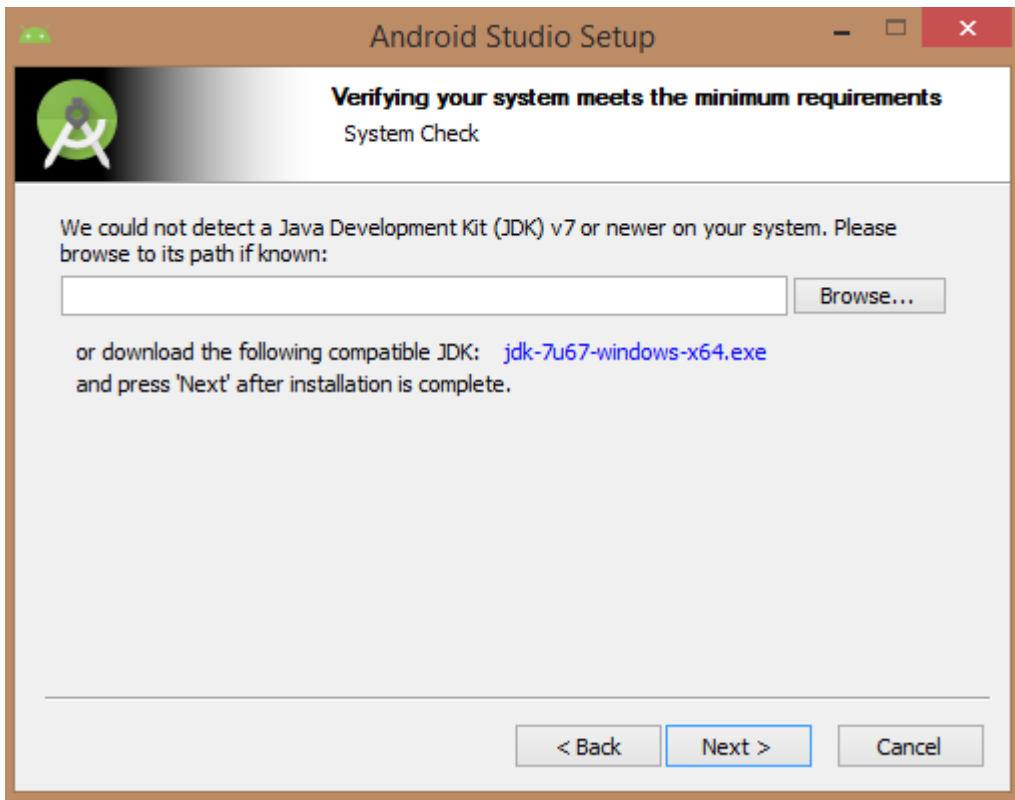 Android Studio Setup
Verifying your system meets the minimum requirements
System Check
We could not detect a Java Development Kit (JDK) v7 or newer on your system. Please
browse to its path if known:
Browse...
or download the following compatible JDK: jdk-7u67-windows-x64.exe
and press 'Next' after installation is complete.
< Back Next > Cancel